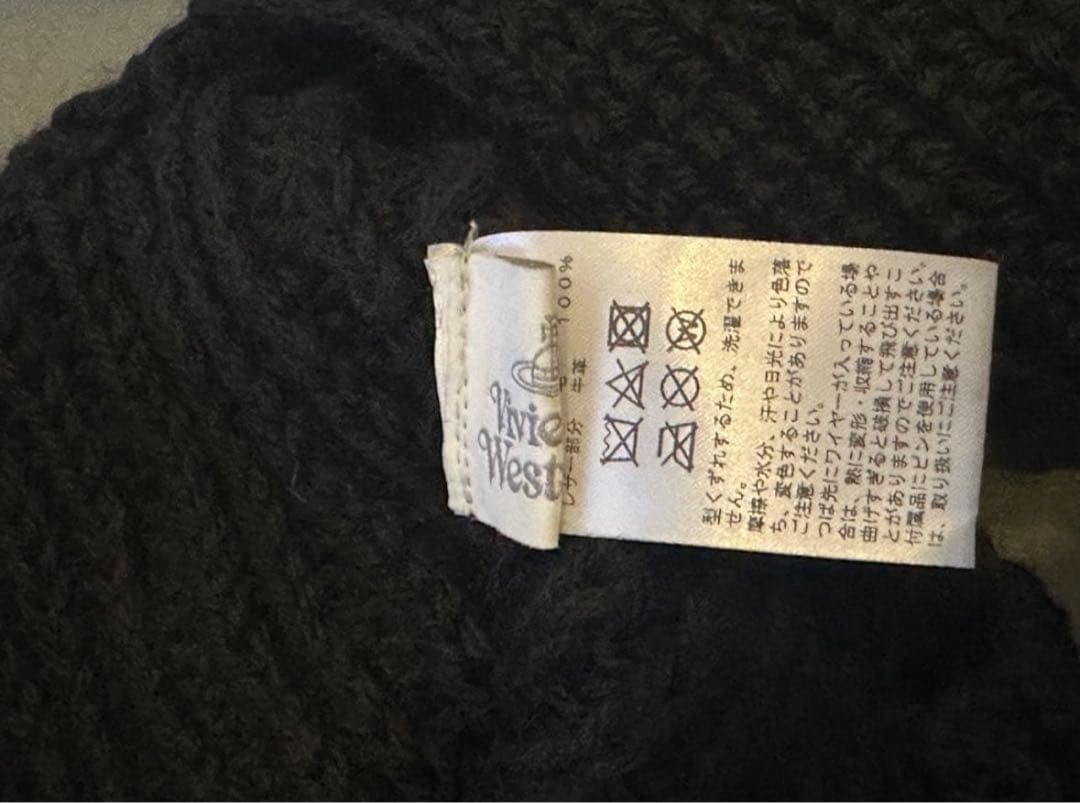 Vivie
West
レザー部分 牛革 100%
型くずれするため、洗濯できま
せん。
摩擦や水分、汗や日光により色落
ち、変色することがありますので
ご注意ください。
つば先にワイヤーが入っている場
合は、熱に変形・収縮することや
曲げすぎると破損して飛び出すこ
とがありますのでご注意ください。
付属品にピンを使用している場合
は、取り扱いにご注意ください。